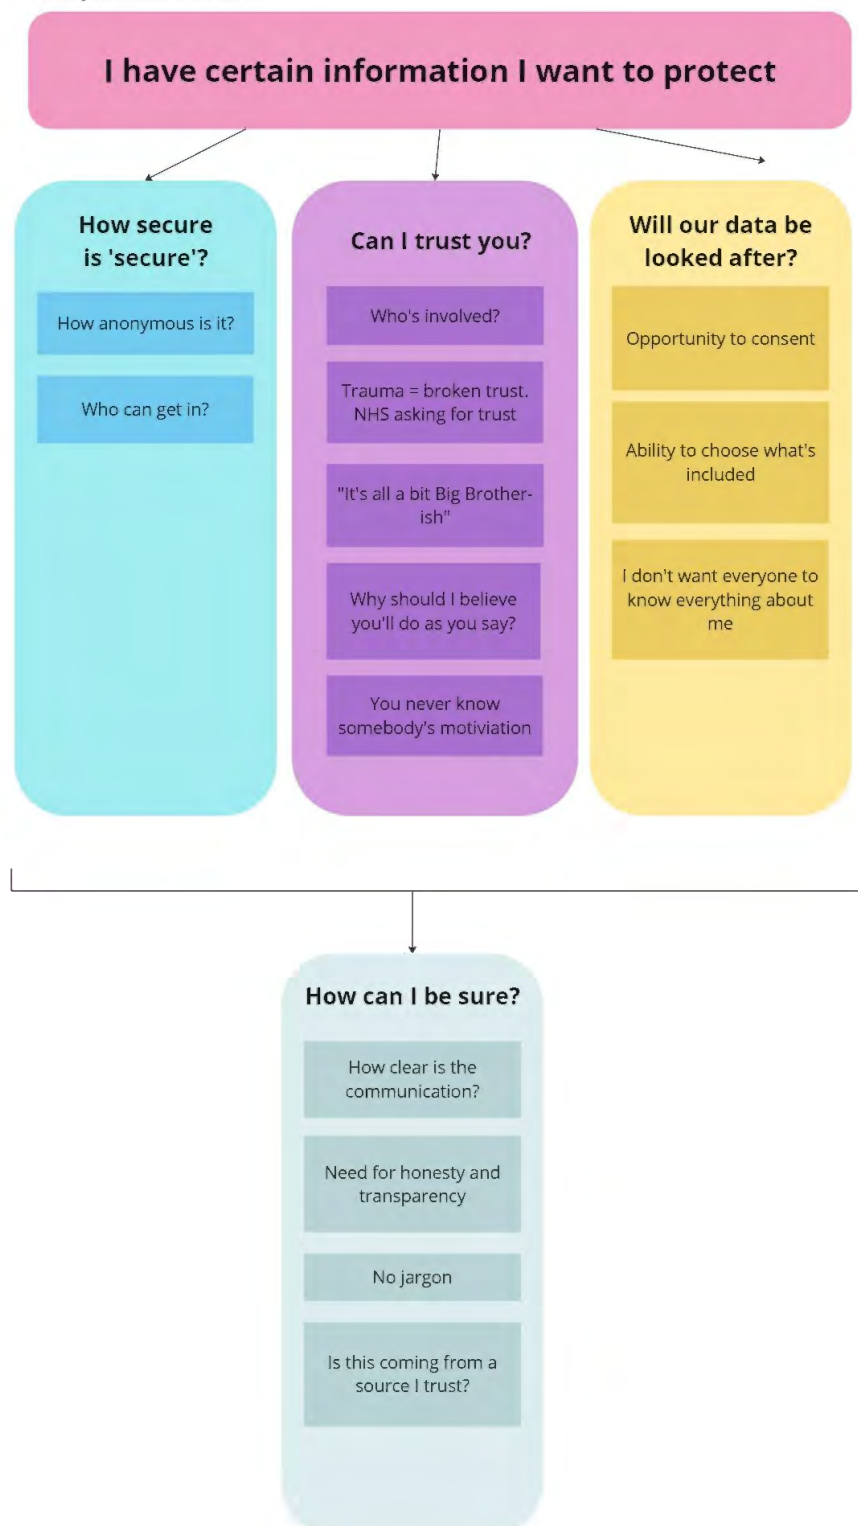 I have certain information I want to protect
How secure
is 'secure'?
How anonymous is it?
Who can get in?
Can I trust you?
Who's involved?
Trauma = broken trust.
NHS asking for trust
"It's all a bit Big Brother-
ish"
Why should I believe
you'll do as you say?
You never know
somebody's motiviation
Will our data be
looked after?
Opportunity to consent
Ability to choose what's
included
I don't want everyone to
know everything about
me
How can I be sure?
How clear is the
communication?
Need for honesty and
transparency
No jargon
Is this coming from a
source I trust?